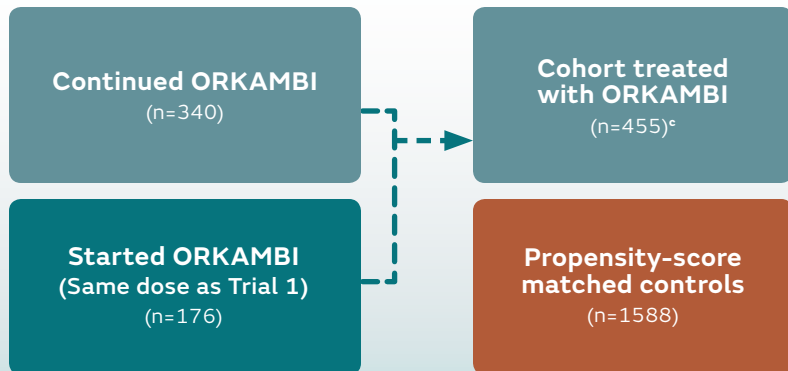 Continued ORKAMBI
(n=340)
Cohort treated
with ORKAMBI
(n=455)ᶜ
Started ORKAMBI
(Same dose as Trial 1)
(n=176)
Propensity-score
matched controls
(n=1588)